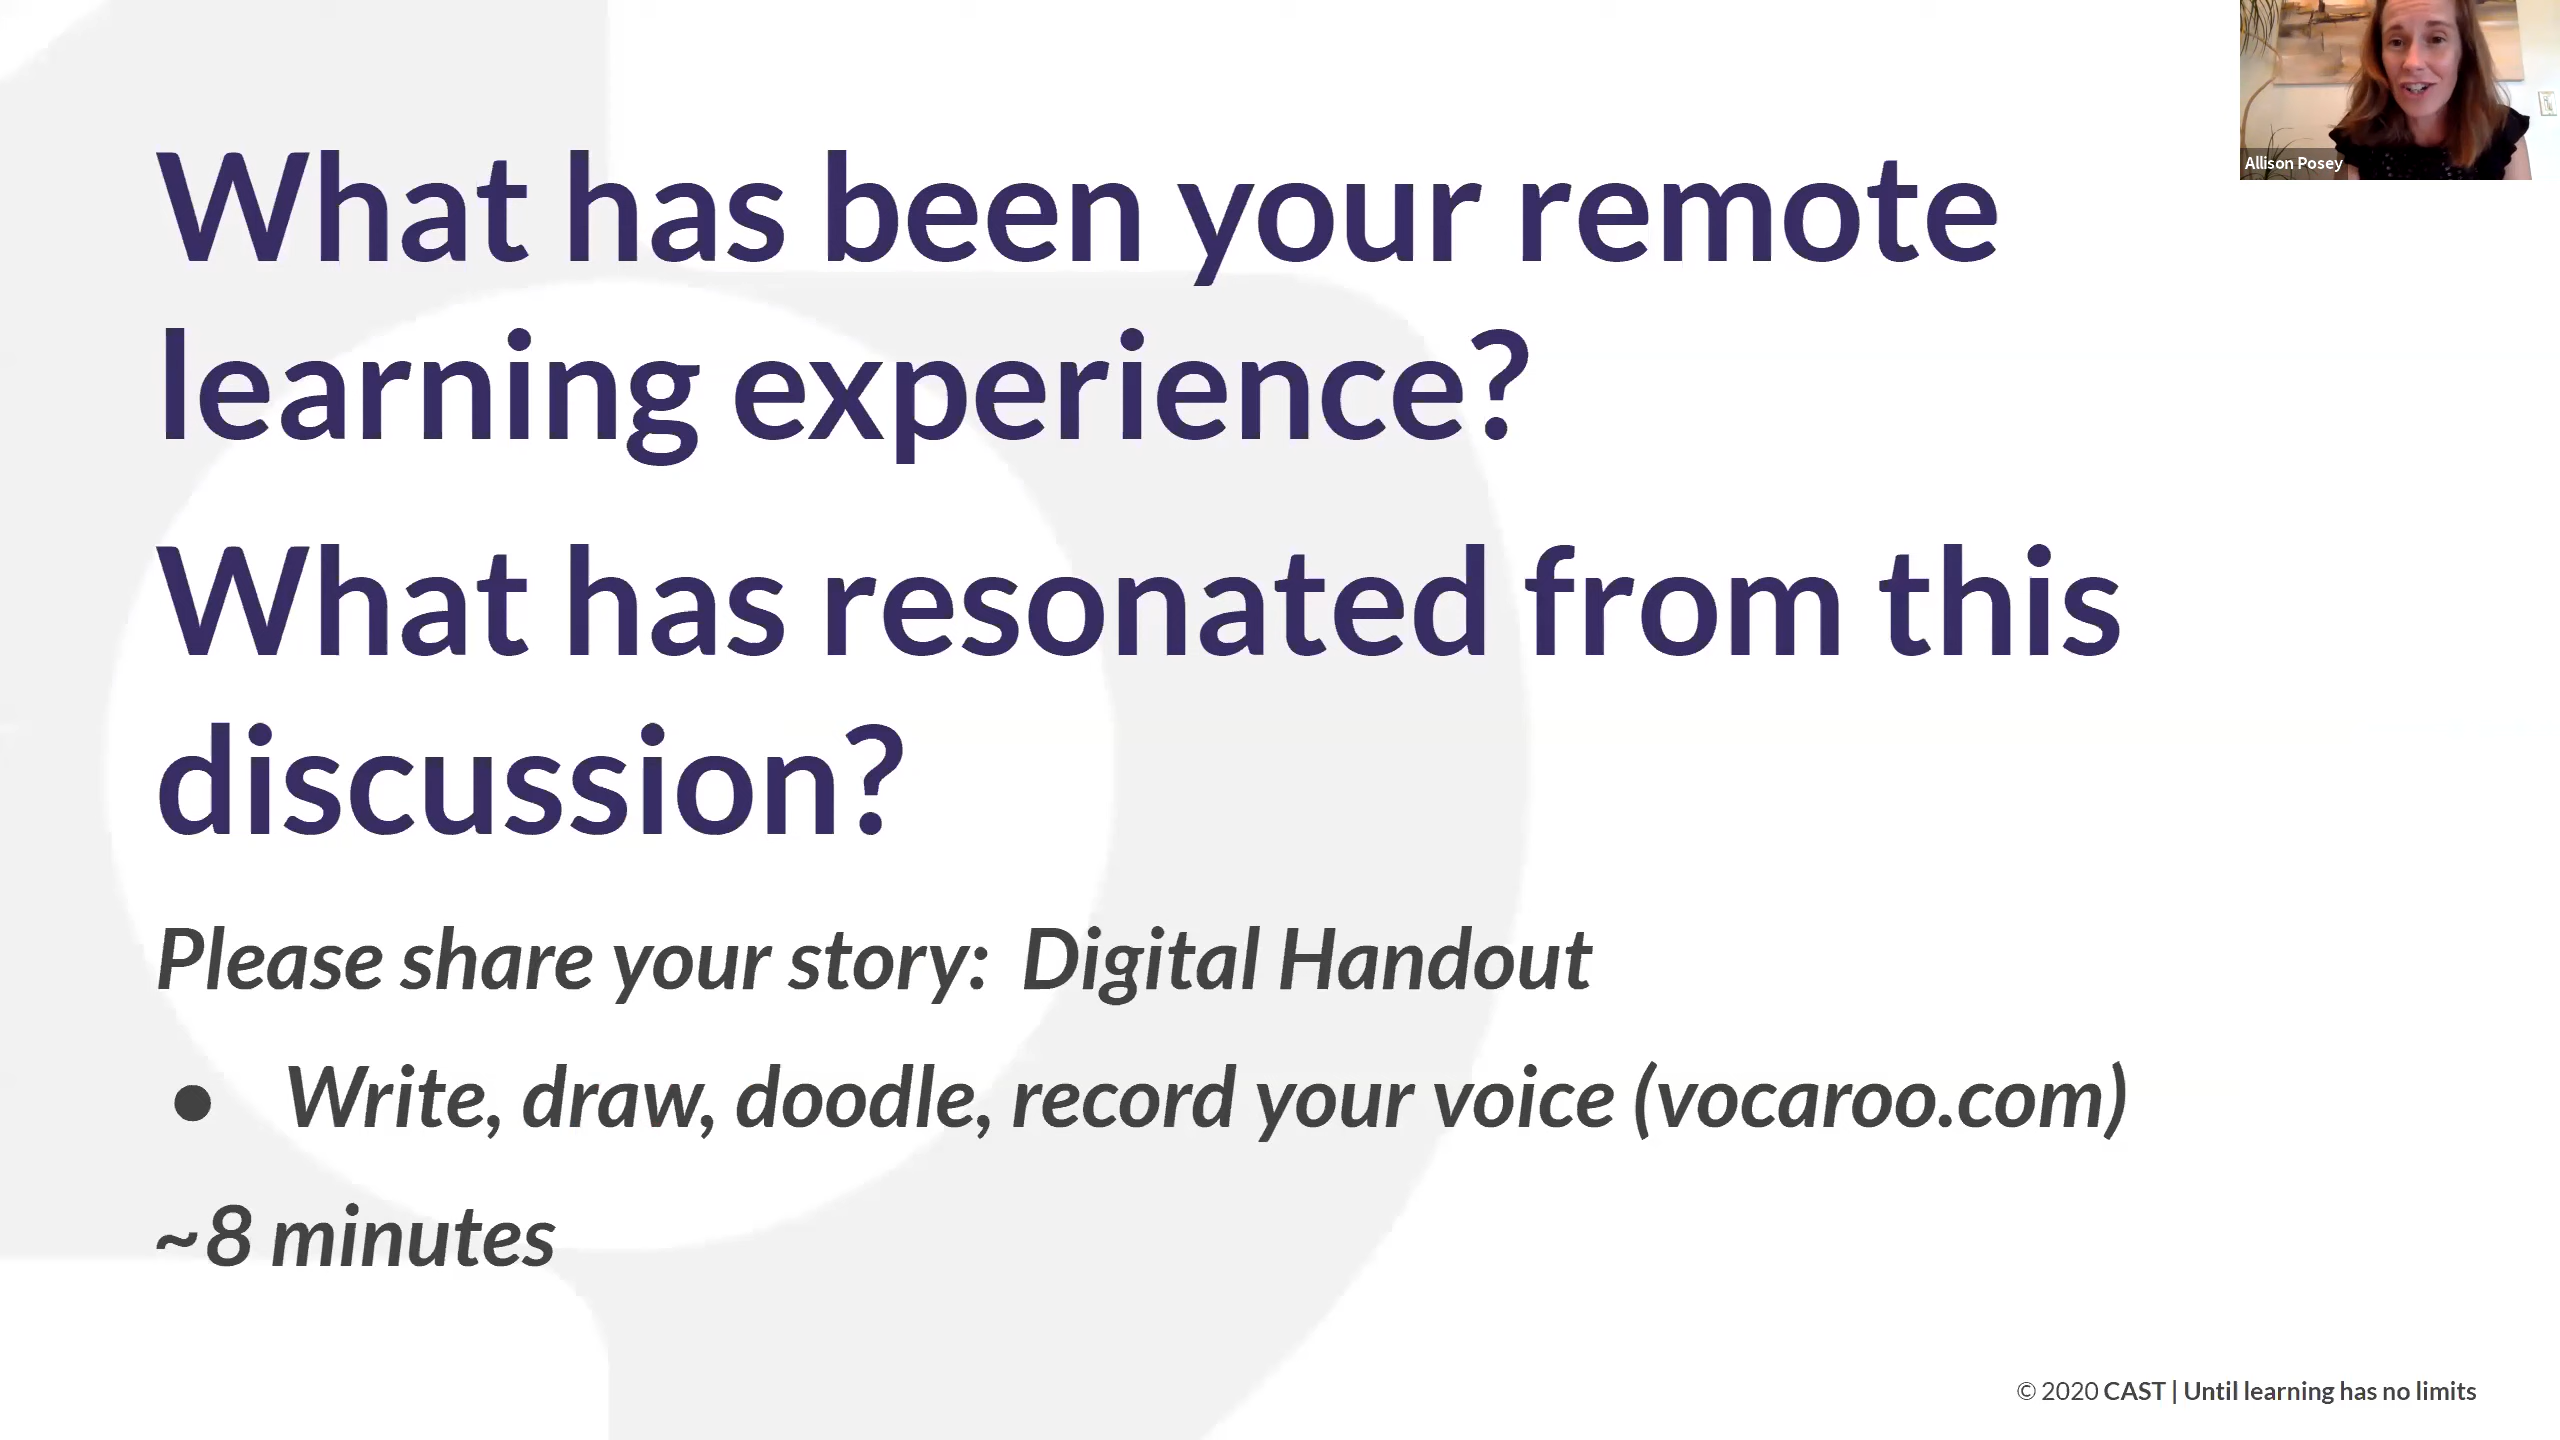 What has been your remote
learning experience?
What has resonated from this
discussion?
Please share your story: Digital Handout
● Write, draw, doodle, record your voice (vocaroo.com)
~8 minutes
Allison Posey
© 2020 CAST | Until learning has no limits